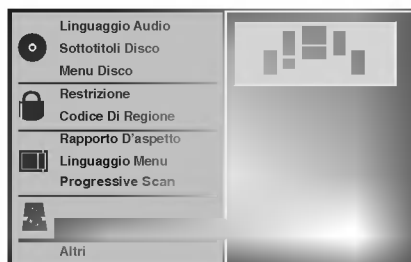 Linguaggio Audio
Sottotitoli Disco
Menu Disco
Restrizione
Codice Di Regione
Rapporto D'aspetto
Linguaggio Menu
Progressive Scan
Altri